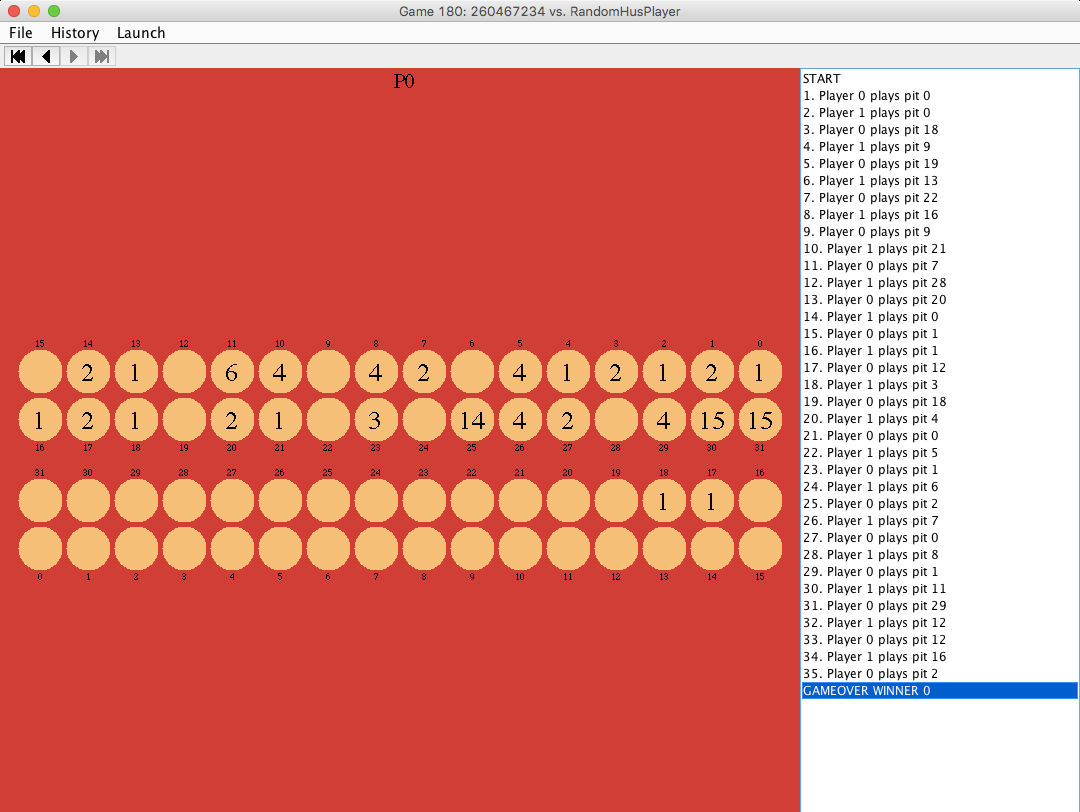 Game 180: 260467234 vs. RandomHusPlayer
File History Launch
P0
15 14 13 12 11 10 9 8 7 6 5 4 3 2 1 0
2 1 6 4 4 2 4 1 2 1 2 1
1 2 1 2 1 3 14 4 2 4 15 15
16 17 18 19 20 21 22 23 24 25 26 27 28 29 30 31
31 30 29 28 27 26 25 24 23 22 21 20 19 18 17 16
1 1
0 1 2 3 4 5 6 7 8 9 10 11 12 13 14 15
START
1. Player 0 plays pit 0
2. Player 1 plays pit 0
3. Player 0 plays pit 18
4. Player 1 plays pit 9
5. Player 0 plays pit 19
6. Player 1 plays pit 13
7. Player 0 plays pit 22
8. Player 1 plays pit 16
9. Player 0 plays pit 9
10. Player 1 plays pit 21
11. Player 0 plays pit 7
12. Player 1 plays pit 28
13. Player 0 plays pit 20
14. Player 1 plays pit 0
15. Player 0 plays pit 1
16. Player 1 plays pit 1
17. Player 0 plays pit 12
18. Player 1 plays pit 3
19. Player 0 plays pit 18
20. Player 1 plays pit 4
21. Player 0 plays pit 0
22. Player 1 plays pit 5
23. Player 0 plays pit 1
24. Player 1 plays pit 6
25. Player 0 plays pit 2
26. Player 1 plays pit 7
27. Player 0 plays pit 0
28. Player 1 plays pit 8
29. Player 0 plays pit 1
30. Player 1 plays pit 11
31. Player 0 plays pit 29
32. Player 1 plays pit 12
33. Player 0 plays pit 12
34. Player 1 plays pit 16
35. Player 0 plays pit 2
GAMEOVER WINNER 0